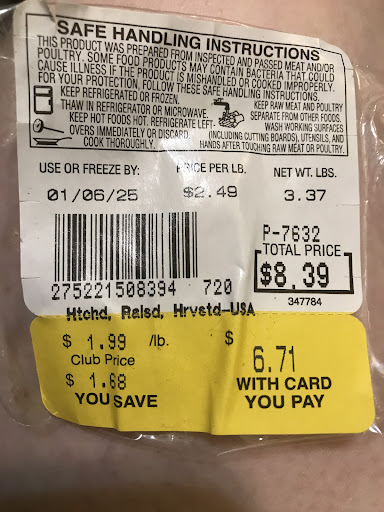 SAFE HANDLING INSTRUCTIONS
THIS PRODUCT WAS PREPARED FROM INSPECTED AND PASSED MEAT AND/OR
POULTRY. SOME FOOD PRODUCTS MAY CONTAIN BACTERIA THAT COULD
CAUSE ILLNESS IF THE PRODUCT IS MISHANDLED OR COOKED IMPROPERLY.
FOR YOUR PROTECTION, FOLLOW THESE SAFE HANDLING INSTRUCTIONS.
KEEP REFRIGERATED OR FROZEN.
THAW IN REFRIGERATOR OR MICROWAVE.
KEEP RAW MEAT AND POULTRY
SEPARATE FROM OTHER FOODS.
WASH WORKING SURFACES
(INCLUDING CUTTING BOARDS), UTENSILS, AND
HANDS AFTER TOUCHING RAW MEAT OR POULTRY.
KEEP HOT FOODS HOT. REFRIGERATE LEFT-
OVERS IMMEDIATELY OR DISCARD.
COOK THOROUGHLY.
USE OR FREEZE BY: PRICE PER LB. NET WT. LBS.
01/06/25 $2.49 3.37
P-7632
TOTAL PRICE
$8.39
275221508394 720
347784
Htchd, Raisd, Hrvstd-USA
$ 1.99 /lb.
Club Price
$ 1.68
YOU SAVE
$ 6.71
WITH CARD
YOU PAY